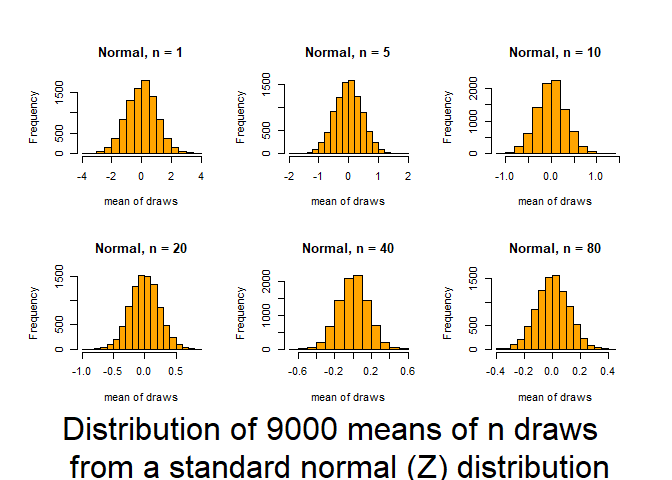 Normal, n = 1
Normal, n = 5
Normal, n = 10
Frequency
0 500 1500
-4 -2 0 2 4
mean of draws
Frequency
0 500 1500
-2 -1 0 1 2
mean of draws
Frequency
0 1000 2000
-1.0 0.0 1.0
mean of draws
Normal, n = 20
Normal, n = 40
Normal, n = 80
Frequency
0 500 1500
-1.0 -0.5 0.0 0.5
mean of draws
Frequency
0 1000 2000
-0.6 -0.2 0.2 0.6
mean of draws
Frequency
0 500 1500
-0.4 -0.2 0.0 0.2 0.4
mean of draws
Distribution of 9000 means of n draws
from a standard normal (Z) distribution